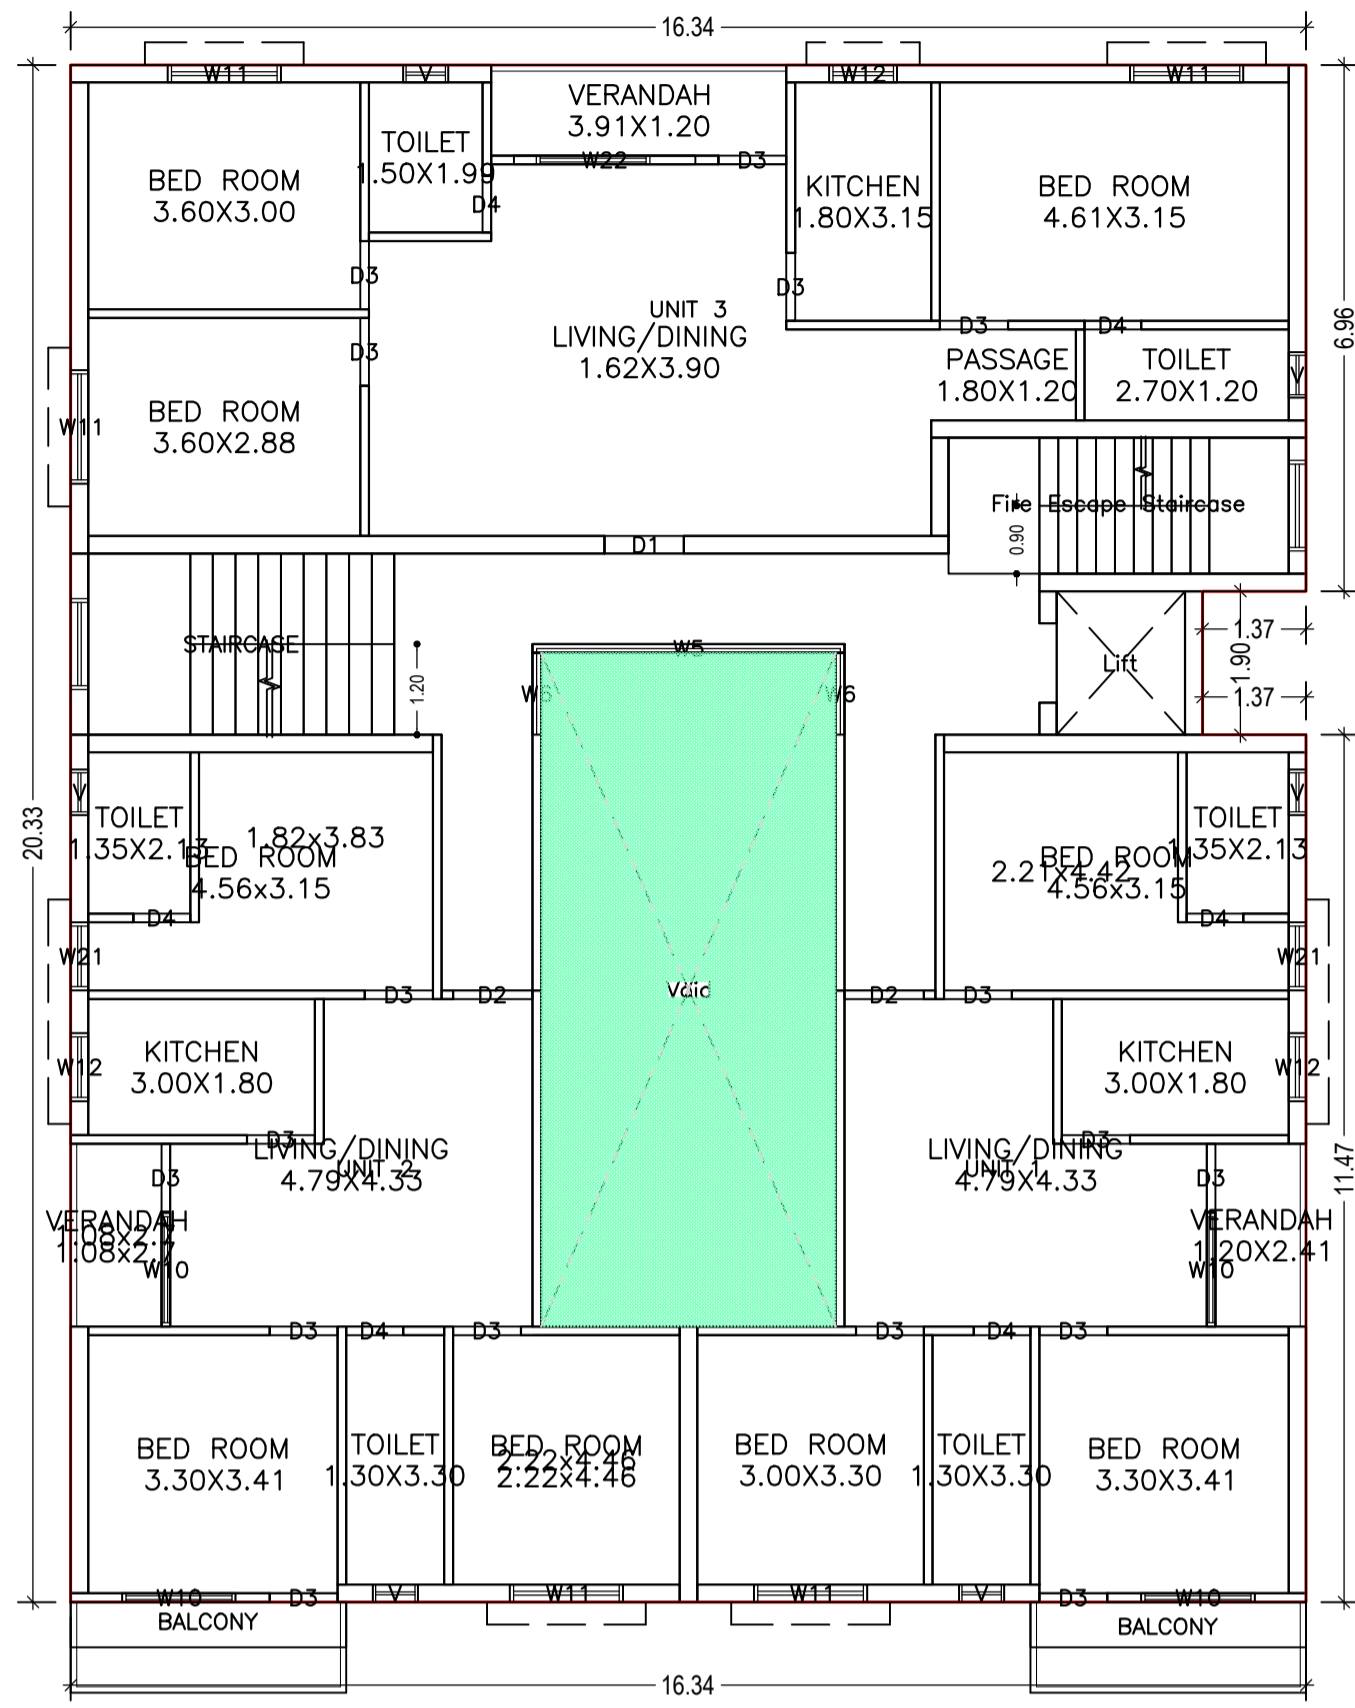 16.34
W11
V
W12
W11
VERANDAH
3.91X1.20
TOILET
1.50X1.99
W22
D3
BED ROOM
3.60X3.00
D4
KITCHEN
1.80X3.15
BED ROOM
4.61X3.15
D3
D3
UNIT 3
LIVING/DINING
1.62X3.90
D3
D4
6.96
D3
PASSAGE
1.80X1.20
TOILET
2.70X1.20
V
BED ROOM
3.60X2.88
W11
Fire Escape Staircase
0.90
D1
STAIRCASE
1.20
W5
W6
W6
Lift
1.37
1.90
1.37
20.33
V
TOILET
1.35X2.13
1.82x3.83
BED ROOM
4.56x3.15
BED ROOM
2.21x4.42
4.56x3.15
TOILET
1.35X2.13
V
D4
D4
W21
W21
D3
D2
D2
D3
KITCHEN
3.00X1.80
W12
KITCHEN
3.00X1.80
W12
D3
D3
LIVING/DINING
UNIT 2
4.79X4.33
LIVING/DINING
UNIT 1
4.79X4.33
11.47
D3
D3
VERANDAH
1.08x2.7
1.08x2.7
W10
VERANDAH
1.20X2.41
W10
D3
D4
D3
D3
D4
D3
BED ROOM
3.30X3.41
TOILET
1.30X3.30
BED ROOM
2.22x4.46
2.22x4.46
BED ROOM
3.00X3.30
TOILET
1.30X3.30
BED ROOM
3.30X3.41
W10
D3
V
W11
W11
V
D3
W10
BALCONY
BALCONY
16.34